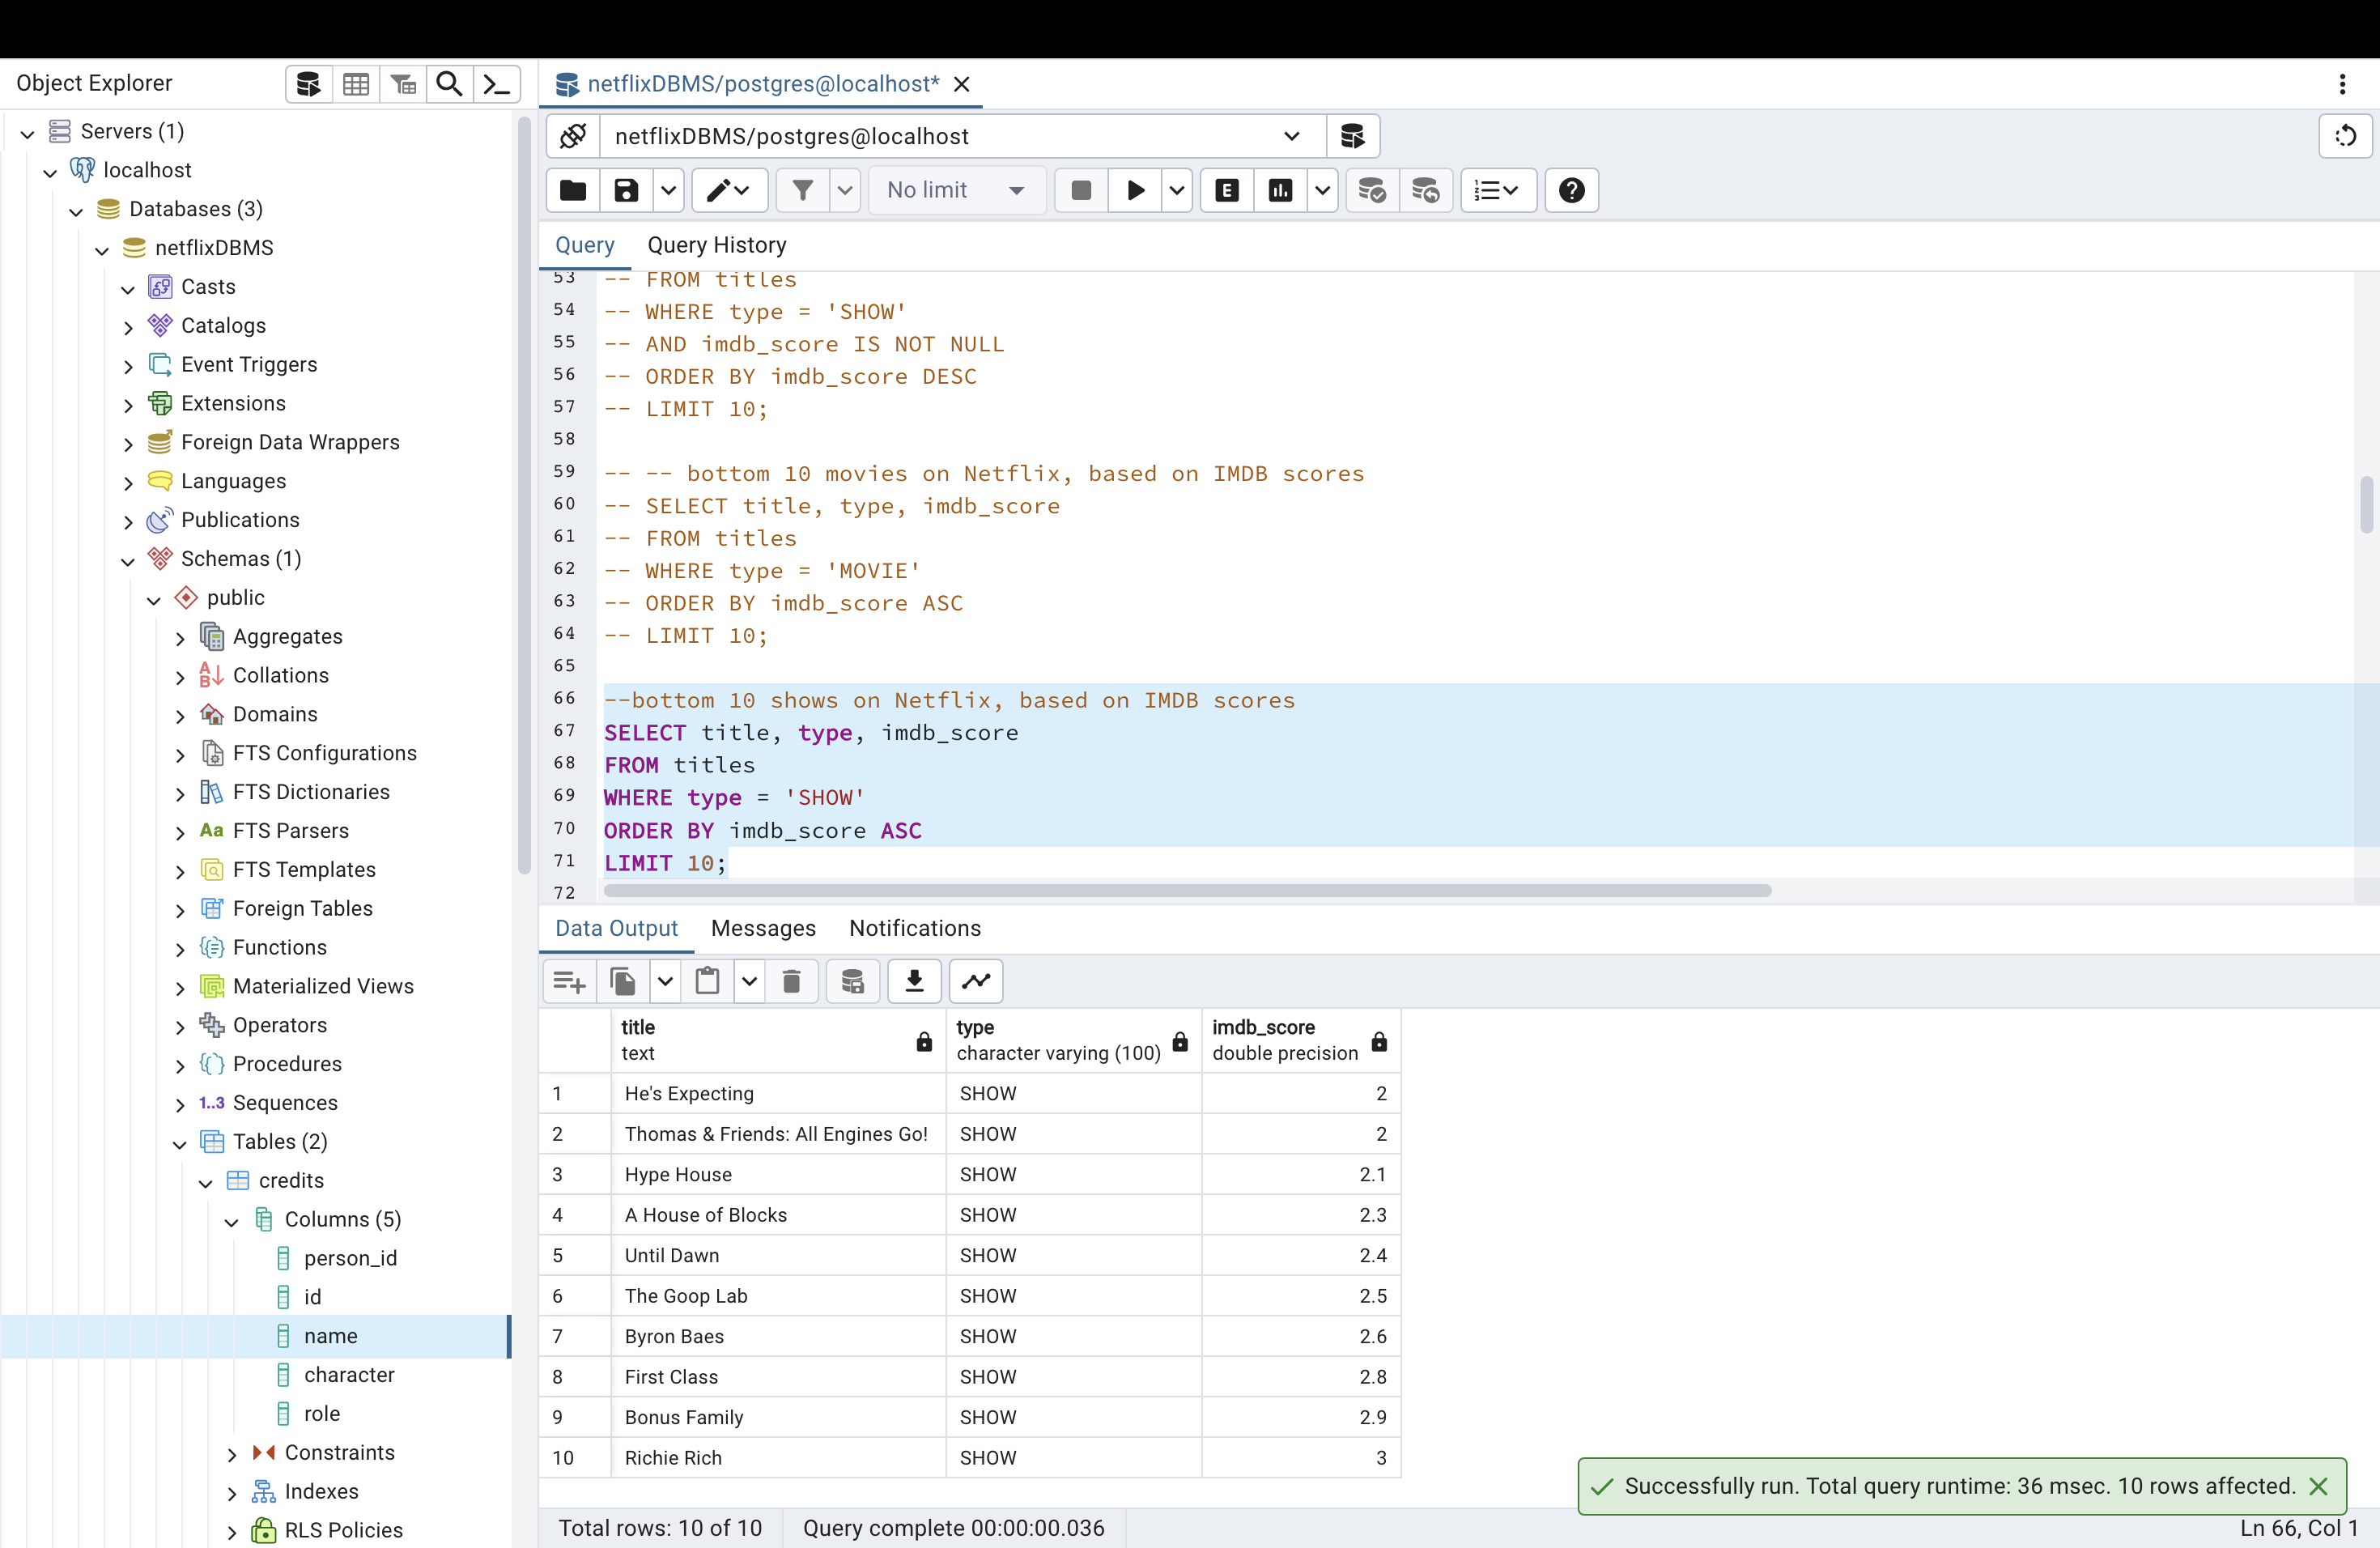 Object Explorer
Servers (1)
localhost
Databases (3)
netflixDBMS
Casts
Catalogs
Event Triggers
Extensions
Foreign Data Wrappers
Languages
Publications
Schemas (1)
public
Aggregates
Collations
Domains
FTS Configurations
FTS Dictionaries
Aa FTS Parsers
FTS Templates
Foreign Tables
Functions
Materialized Views
Operators
Procedures
1..3 Sequences
Tables (2)
credits
Columns (5)
person_id
id
name
character
role
Constraints
Indexes
RLS Policies
netflixDBMS/postgres@localhost*
netflixDBMS/postgres@localhost
No limit
E
Query Query History
53 -- FROM titles
54 -- WHERE type = 'SHOW'
55 -- AND imdb_score IS NOT NULL
56 -- ORDER BY imdb_score DESC
57 -- LIMIT 10;
58
59 -- -- bottom 10 movies on Netflix, based on IMDB scores
60 -- SELECT title, type, imdb_score
61 -- FROM titles
62 -- WHERE type = 'MOVIE'
63 -- ORDER BY imdb_score ASC
64 -- LIMIT 10;
65
66 --bottom 10 shows on Netflix, based on IMDB scores
67 SELECT title, type, imdb_score
68 FROM titles
69 WHERE type = 'SHOW'
70 ORDER BY imdb_score ASC
71 LIMIT 10;
72
Data Output Messages Notifications
title type imdb_score
text character varying (100) double precision
1 He's Expecting SHOW 2
2 Thomas & Friends: All Engines Go! SHOW 2
3 Hype House SHOW 2.1
4 A House of Blocks SHOW 2.3
5 Until Dawn SHOW 2.4
6 The Goop Lab SHOW 2.5
7 Byron Baes SHOW 2.6
8 First Class SHOW 2.8
9 Bonus Family SHOW 2.9
10 Richie Rich SHOW 3
Successfully run. Total query runtime: 36 msec. 10 rows affected.
Total rows: 10 of 10 Query complete 00:00:00.036 Ln 66, Col 1